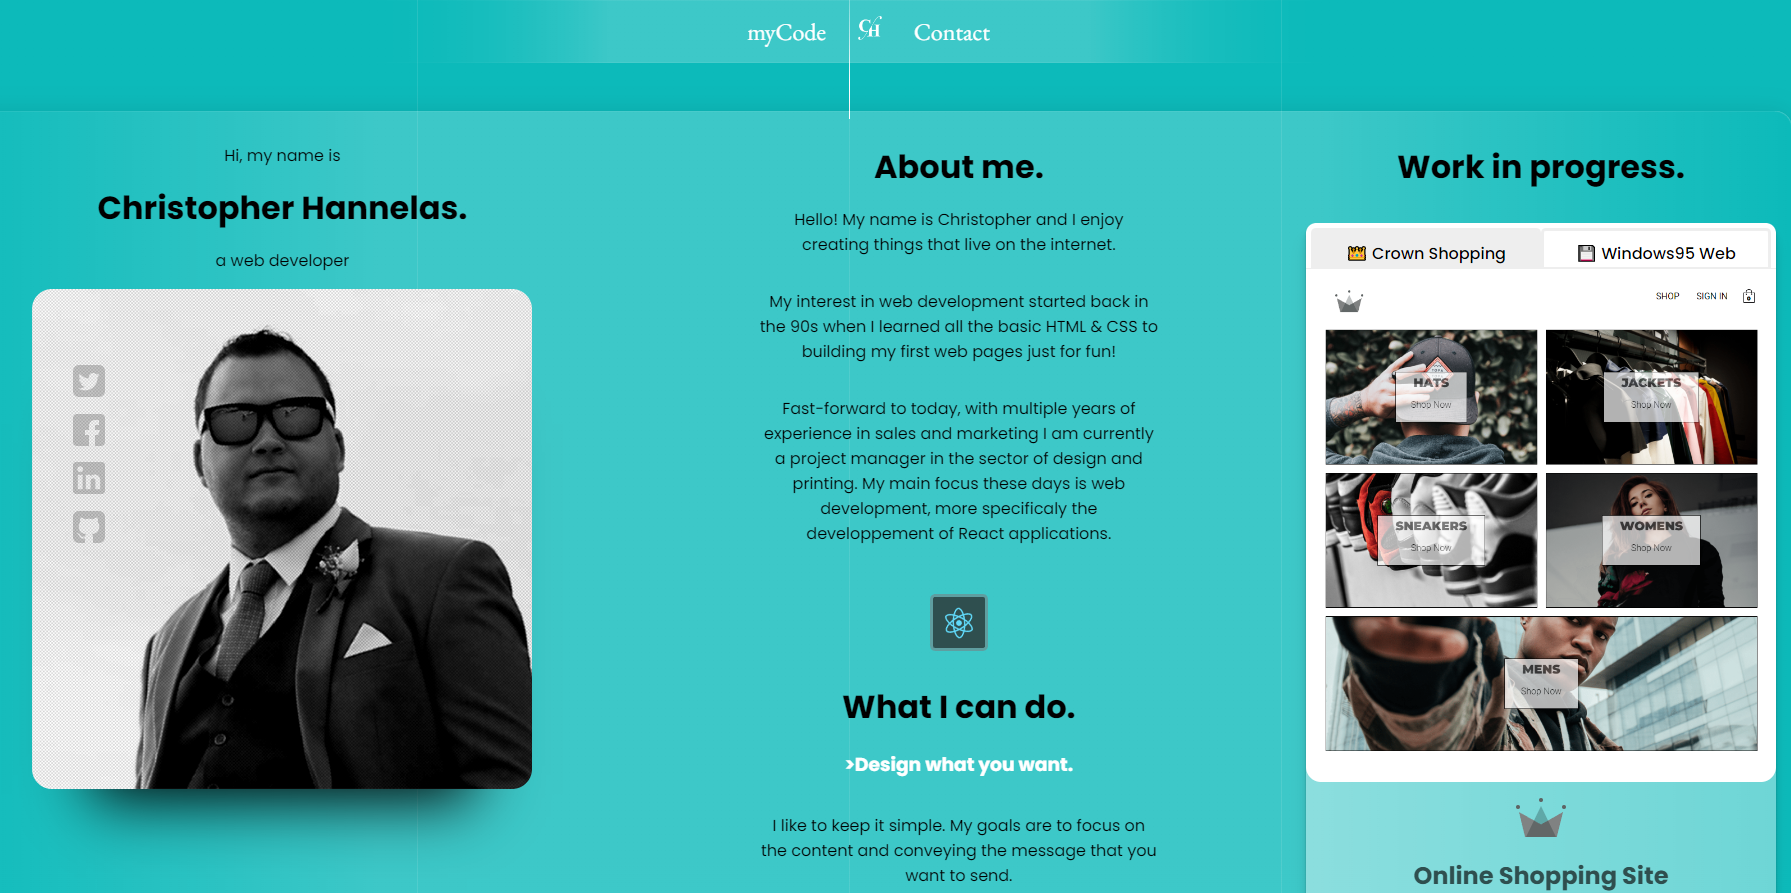 myCode
CH
Contact
Hi, my name is
Christopher Hannelas.
a web developer
About me.
Hello! My name is Christopher and I enjoy
creating things that live on the internet.
My interest in web development started back in
the 90s when I learned all the basic HTML & CSS to
building my first web pages just for fun!
Fast-forward to today, with multiple years of
experience in sales and marketing I am currently
a project manager in the sector of design and
printing. My main focus these days is web
development, more specificaly the
developpement of React applications.
What I can do.
>Design what you want.
I like to keep it simple. My goals are to focus on
the content and conveying the message that you
want to send.
Work in progress.
Crown Shopping
Windows95 Web
SHOP
SIGN IN
0
HATS
Shop Now
JACKETS
Shop Now
SNEAKERS
Shop Now
WOMENS
Shop Now
MENS
Shop Now
Online Shopping Site